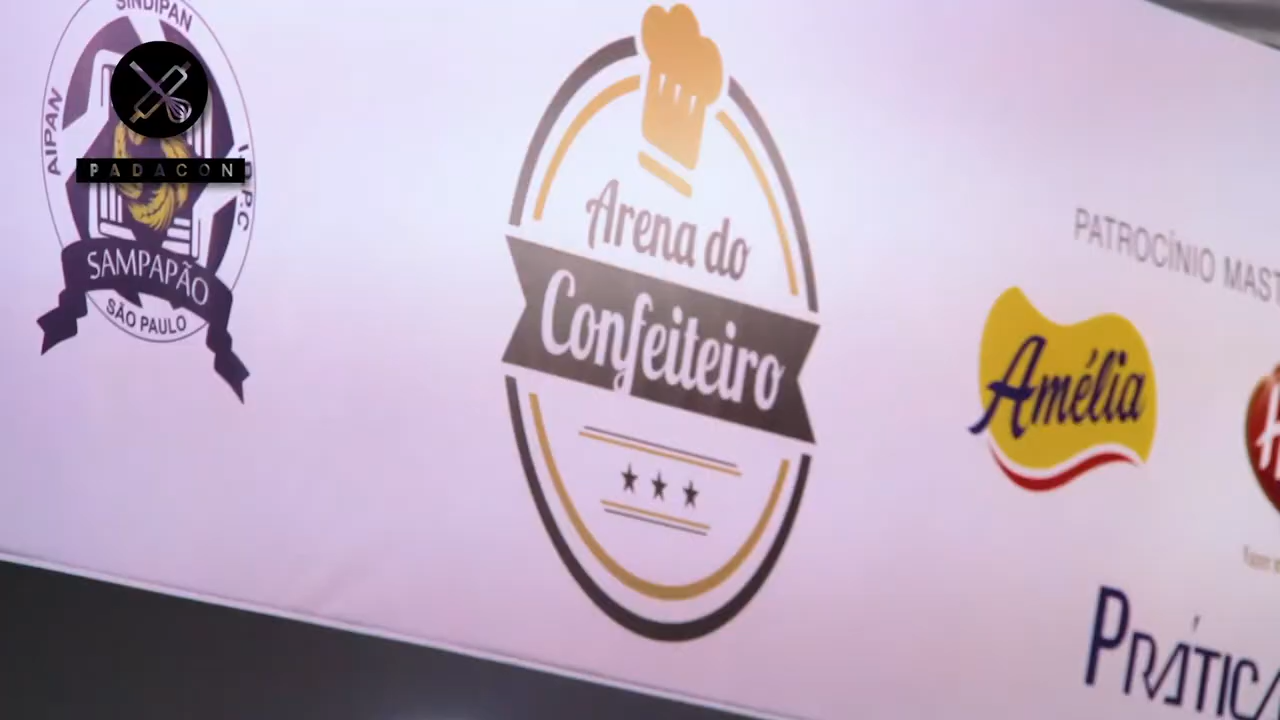 SINDIPAN
AIPAN
I.D.P.C
PADACON
SAMPAPÃO
SÃO PAULO
Arena do
Confeiteiro
PATROCÍNIO MAST
Amélia
PRÁTICA